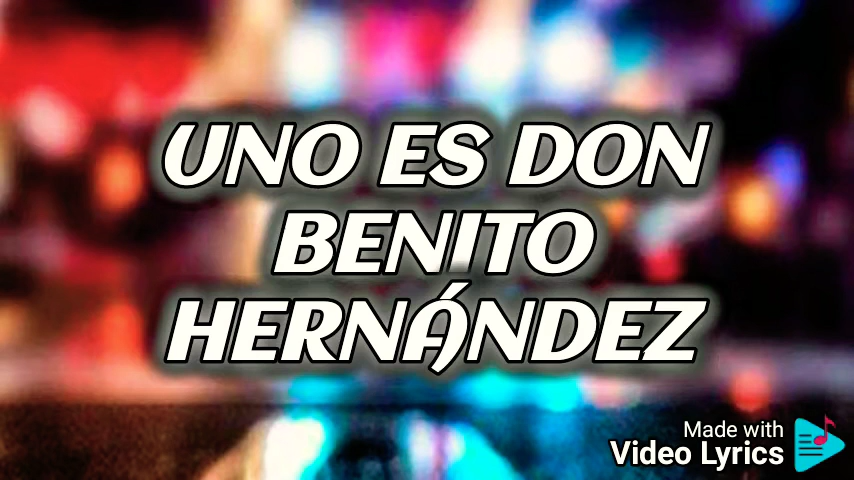 UNO ES DON
BENITO
HERNÁNDEZ
Made with
Video Lyrics